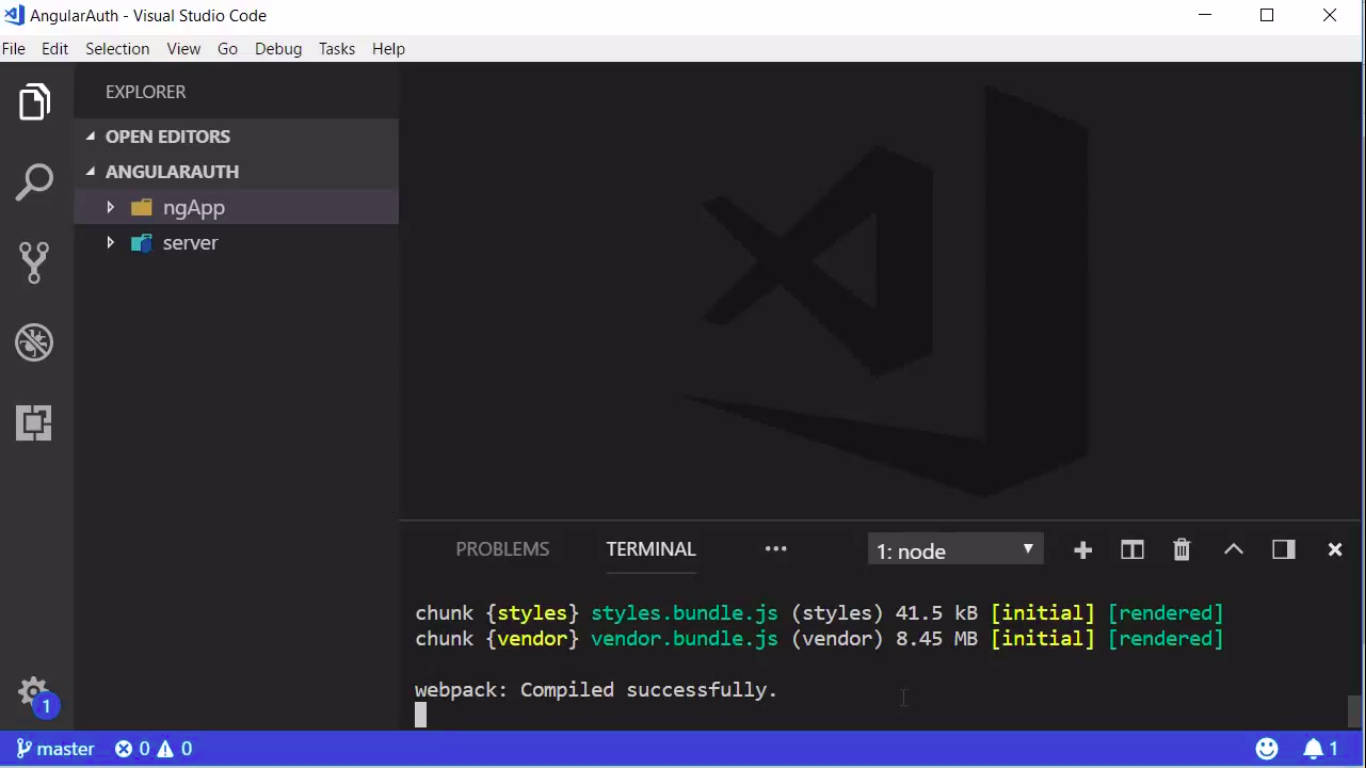 AngularAuth - Visual Studio Code
File Edit Selection View Go Debug Tasks Help
EXPLORER
OPEN EDITORS
ANGULARAUTH
ngApp
server
PROBLEMS TERMINAL ••• 1: node
chunk {styles} styles.bundle.js (styles) 41.5 kB [initial] [rendered]
chunk {vendor} vendor.bundle.js (vendor) 8.45 MB [initial] [rendered]
webpack: Compiled successfully.
1
master 0 0 1